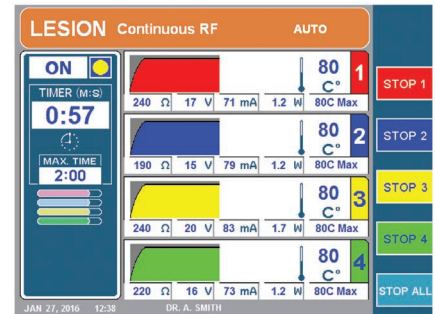 LESION Continuous RF AUTO
ON
TIMER (M:S)
0:57
MAX. TIME
2:00
80 C° 1
240 Ω 17 V 71 mA 1.2 W 80C Max
80 C° 2
190 Ω 15 V 79 mA 1.2 W 80C Max
80 C° 3
240 Ω 20 V 83 mA 1.7 W 80C Max
80 C° 4
220 Ω 16 V 73 mA 1.2 W 80C Max
STOP 1
STOP 2
STOP 3
STOP 4
STOP ALL
JAN 27, 2016 12:38 DR. A. SMITH